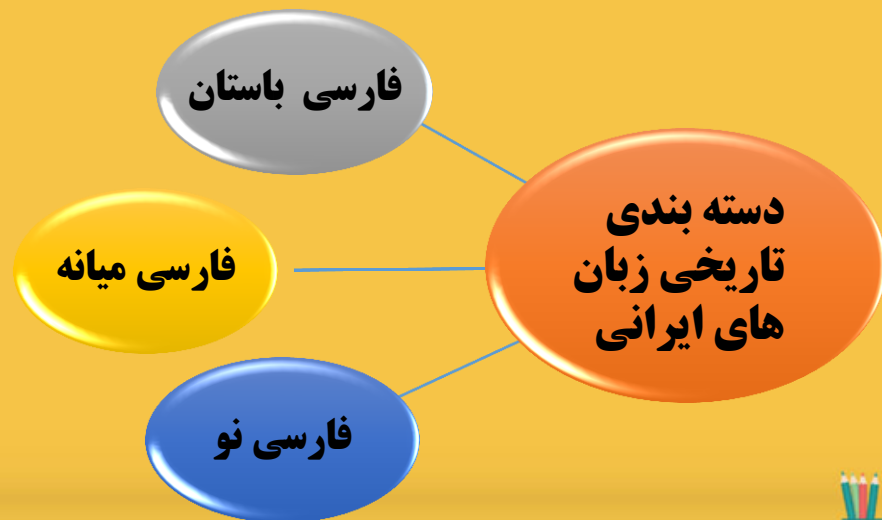 دسته بندی
تاریخی زبان
های ایرانی
فارسی باستان
فارسی میانه
فارسی نو